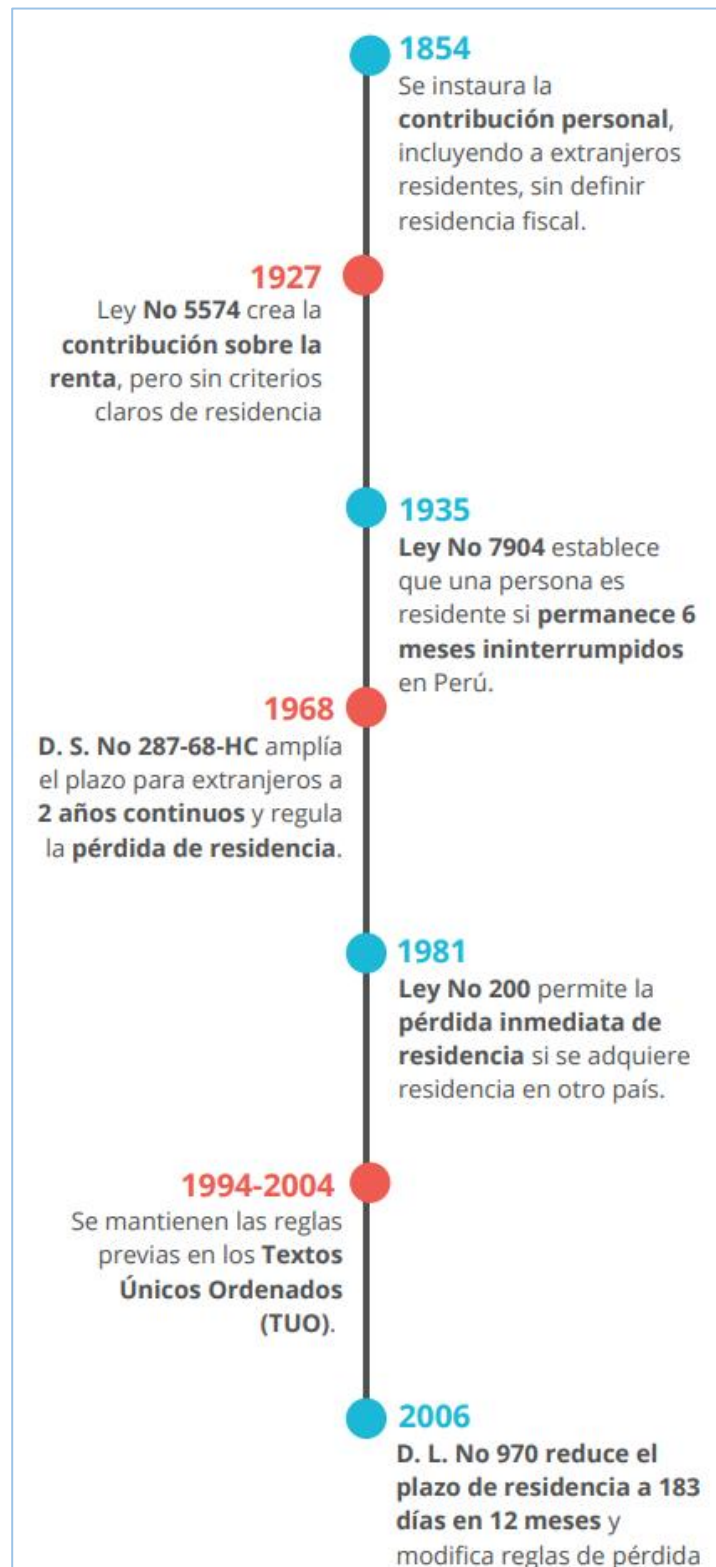 1854
Se instaura la
contribución personal,
incluyendo a extranjeros
residentes, sin definir
residencia fiscal.
1927
Ley No 5574 crea la
contribución sobre la
renta, pero sin criterios
claros de residencia
1935
Ley No 7904 establece
que una persona es
residente si permanece 6
meses ininterrumpidos
en Perú.
1968
D. S. No 287-68-HC amplía
el plazo para extranjeros a
2 años continuos y regula
la pérdida de residencia.
1981
Ley No 200 permite la
pérdida inmediata de
residencia si se adquiere
residencia en otro país.
1994-2004
Se mantienen las reglas
previas en los Textos
Únicos Ordenados
(TUO).
2006
D. L. No 970 reduce el
plazo de residencia a 183
días en 12 meses y
modifica reglas de pérdida